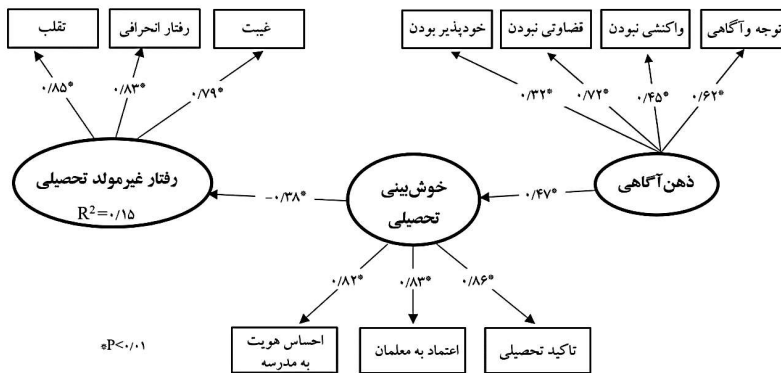 توجه وآگاهی
واکنشی نبودن
قضاوتی نبودن
خودپذیر بودن
غیبت
رفتار انحرافی
تقلب
۰/۶۲*
۰/۴۵*
۰/۷۲*
۰/۳۲*
۰/۷۹*
۰/۸۳*
۰/۸۵*
ذهن‌آگاهی
۰/۴۷*
خوش‌بینی
تحصیلی
-۰/۳۸*
رفتار غیرمولد تحصیلی
R²=۰/۱۵
۰/۸۶*
۰/۸۳*
۰/۸۲*
تاکید تحصیلی
اعتماد به معلمان
احساس هویت
به مدرسه
*P<۰/۰۱